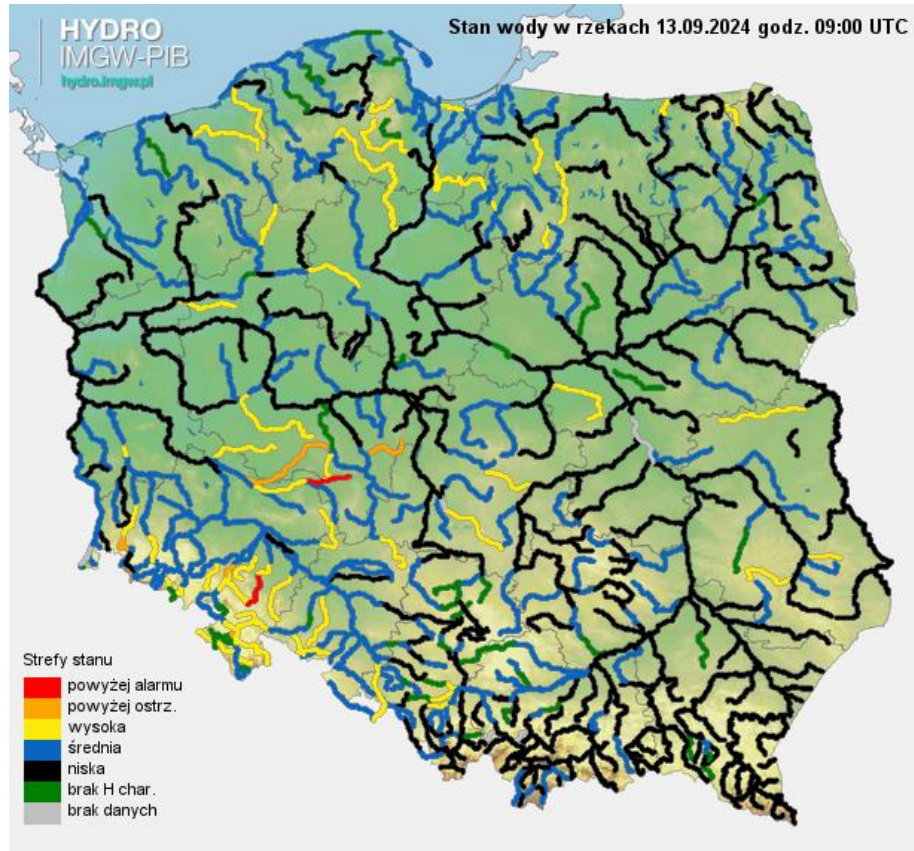 HYDRO
IMGW-PIB
hydro.imgw.pl
Stan wody w rzekach 13.09.2024 godz. 09:00 UTC
Strefy stanu
powyżej alarmu
powyżej ostrz.
wysoka
średnia
niska
brak H char.
brak danych